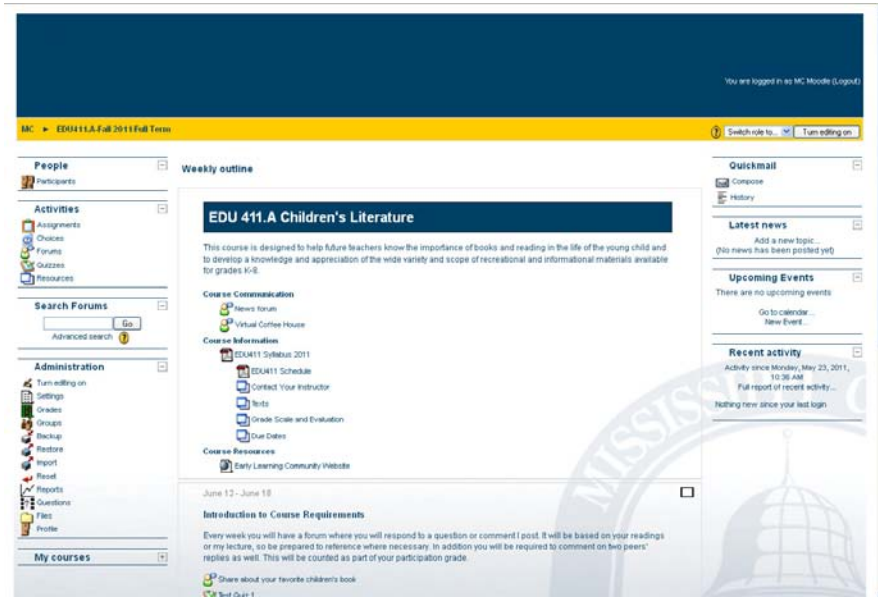 You are logged in as MC Moodle (Logout)
MC ► EDU411.A-Fall 2011 Full Term
Switch role to...
Turn editing on
People
Participants
Activities
Assignments
Choices
Forums
Quizzes
Resources
Search Forums
Go
Advanced search
Administration
Turn editing on
Settings
Grades
Groups
Backup
Restore
Import
Reset
Reports
Questions
Files
Profile
My courses
Weekly outline
EDU 411.A Children's Literature
This course is designed to help future teachers know the importance of books and reading in the life of the young child and
to develop a knowledge and appreciation of the wide variety and scope of recreational and informational materials available
for grades K-8.
Course Communication
News forum
Virtual Coffee House
Course Information
EDU411 Syllabus 2011
EDU411 Schedule
Contact Your Instructor
Texts
Grade Scale and Evaluation
Due Dates
Course Resources
Early Learning Community Website
June 12 - June 18
Introduction to Course Requirements
Every week you will have a forum where you will respond to a question or comment I post. It will be based on your readings
or my lecture, so be prepared to reference where necessary. In addition you will be required to comment on two peers'
replies as well. This will be counted as part of your participation grade.
Share about your favorite children's book
Test Quiz 1
Quickmail
Compose
History
Latest news
Add a new topic...
(No news has been posted yet)
Upcoming Events
There are no upcoming events
Go to calendar...
New Event...
Recent activity
Activity since Monday, May 23, 2011,
10:36 AM
Full report of recent activity...
Nothing new since your last login
MISSISSIPPI C